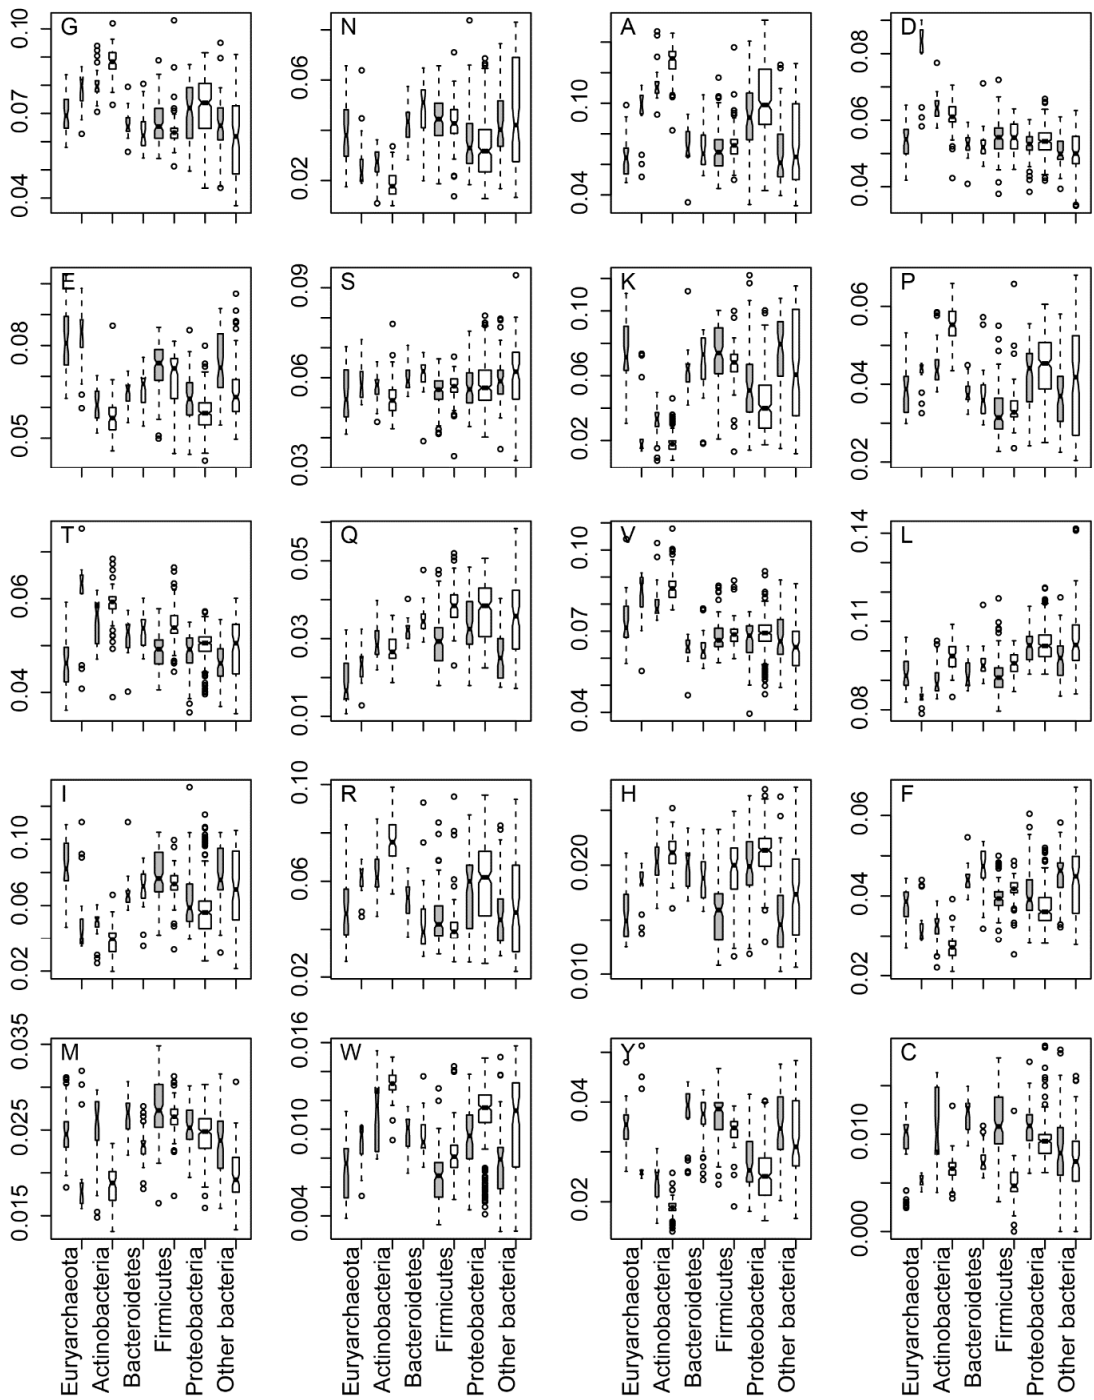 G
0.04 0.07 0.10
N
0.02 0.06
A
0.04 0.10
D
0.04 0.06 0.08
E
0.05 0.08
S
0.03 0.06 0.09
K
0.02 0.06 0.10
P
0.02 0.04 0.06
T
0.04 0.06
Q
0.01 0.03 0.05
V
0.04 0.07 0.10
L
0.08 0.11 0.14
I
0.02 0.06 0.10
R
0.02 0.06 0.10
H
0.010 0.020
F
0.02 0.04 0.06
M
0.015 0.025 0.035
W
0.004 0.010 0.016
Y
0.02 0.04
C
0.000 0.010
Euryarchaeota
Actinobacteria
Bacteroidetes
Firmicutes
Proteobacteria
Other bacteria
Euryarchaeota
Actinobacteria
Bacteroidetes
Firmicutes
Proteobacteria
Other bacteria
Euryarchaeota
Actinobacteria
Bacteroidetes
Firmicutes
Proteobacteria
Other bacteria
Euryarchaeota
Actinobacteria
Bacteroidetes
Firmicutes
Proteobacteria
Other bacteria